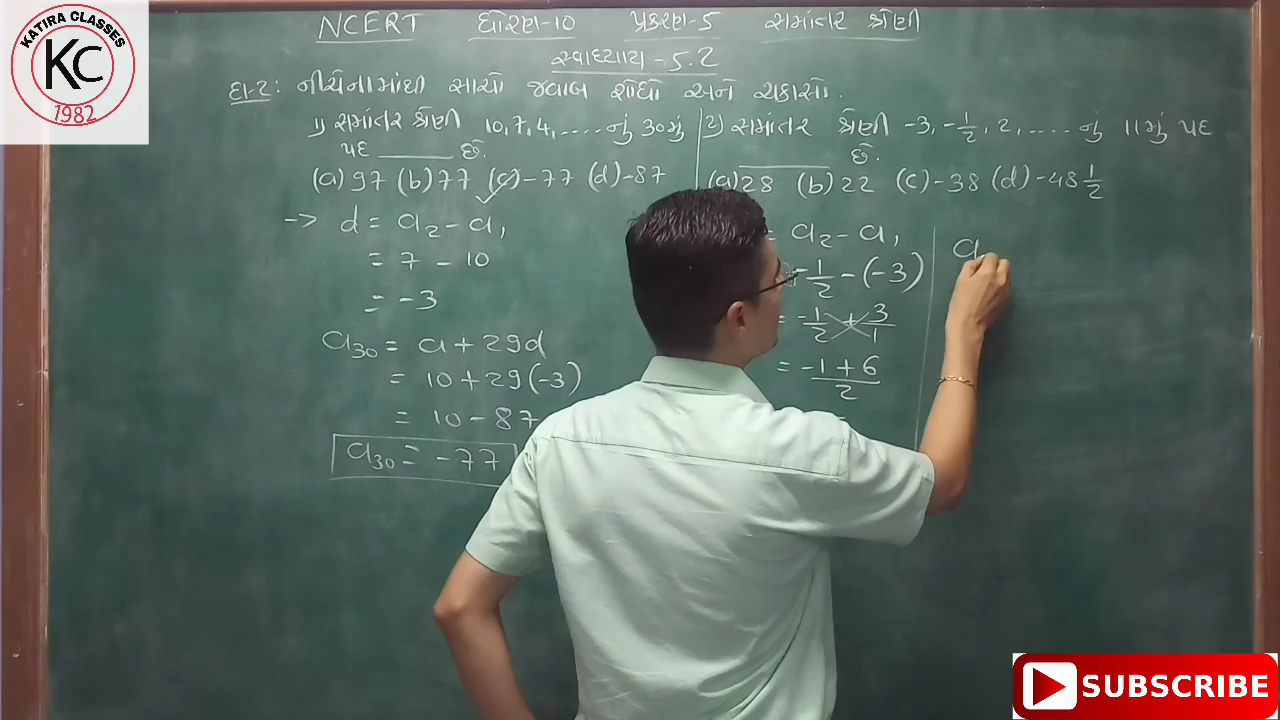 KATIRA CLASSES
KC
1982
NCERT ધોરણ-10 પ્રકરણ-5 સમાંતર શ્રેણી
સ્વાધ્યાય-5.2
દા-2: નીચેનામાંથી સાચો જવાબ શોધો અને ચકાસો.
1) સમાંતર શ્રેણી 10, 7, 4, ..... નું 30મું
પદ ______ છે.
(a) 97 (b) 77 (c) -77 (d) -87
-> d = a₂ - a₁
= 7 - 10
= -3
a₃₀ = a + 29d
= 10 + 29(-3)
= 10 - 87
a₃₀ = -77
2) સમાંતર શ્રેણી -3, -1/2, 2, ..... નું 11મું પદ
______ છે.
(a) 28 (b) 22 (c) -38 (d) -48 1/2
= a₂ - a₁
-1/2 - (-3)
= -1/2 + 3/1
= (-1 + 6)/2
=
a
SUBSCRIBE